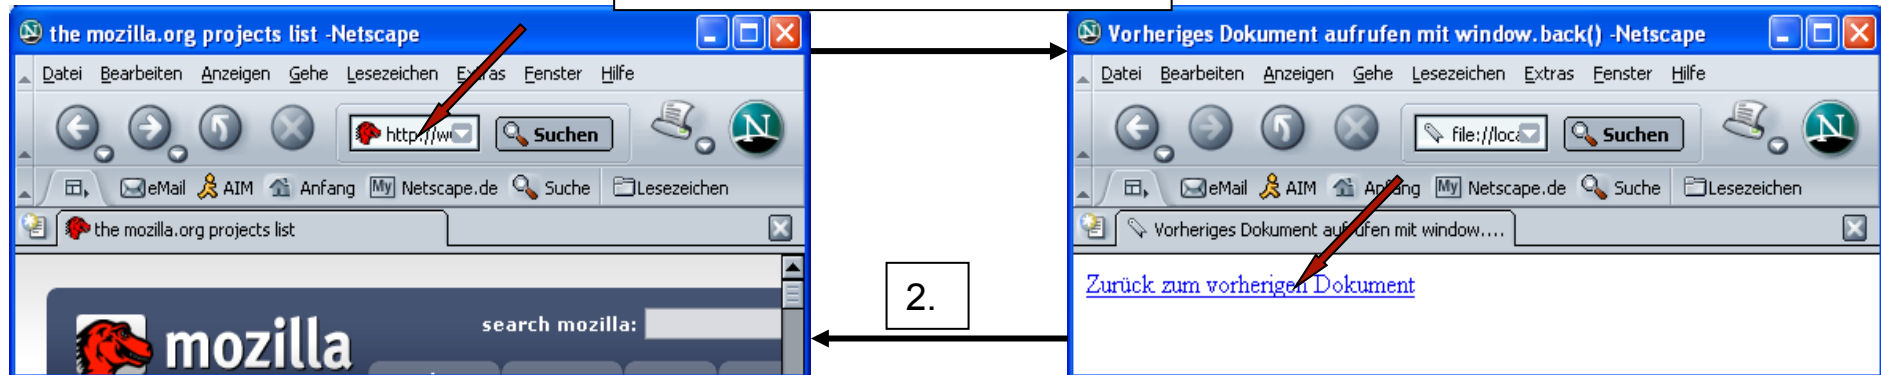 the mozilla.org projects list -Netscape
Datei Bearbeiten Anzeigen Gehe Lesezeichen Extras Fenster Hilfe
http://w
Suchen
N
eMail AIM Anfang My Netscape.de Suche Lesezeichen
the mozilla.org projects list
search mozilla:
mozilla
2.
Vorheriges Dokument aufrufen mit window.back() -Netscape
Datei Bearbeiten Anzeigen Gehe Lesezeichen Extras Fenster Hilfe
file://loca
Suchen
N
eMail AIM Anfang My Netscape.de Suche Lesezeichen
Vorheriges Dokument aufrufen mit window....
Zurück zum vorherigen Dokument